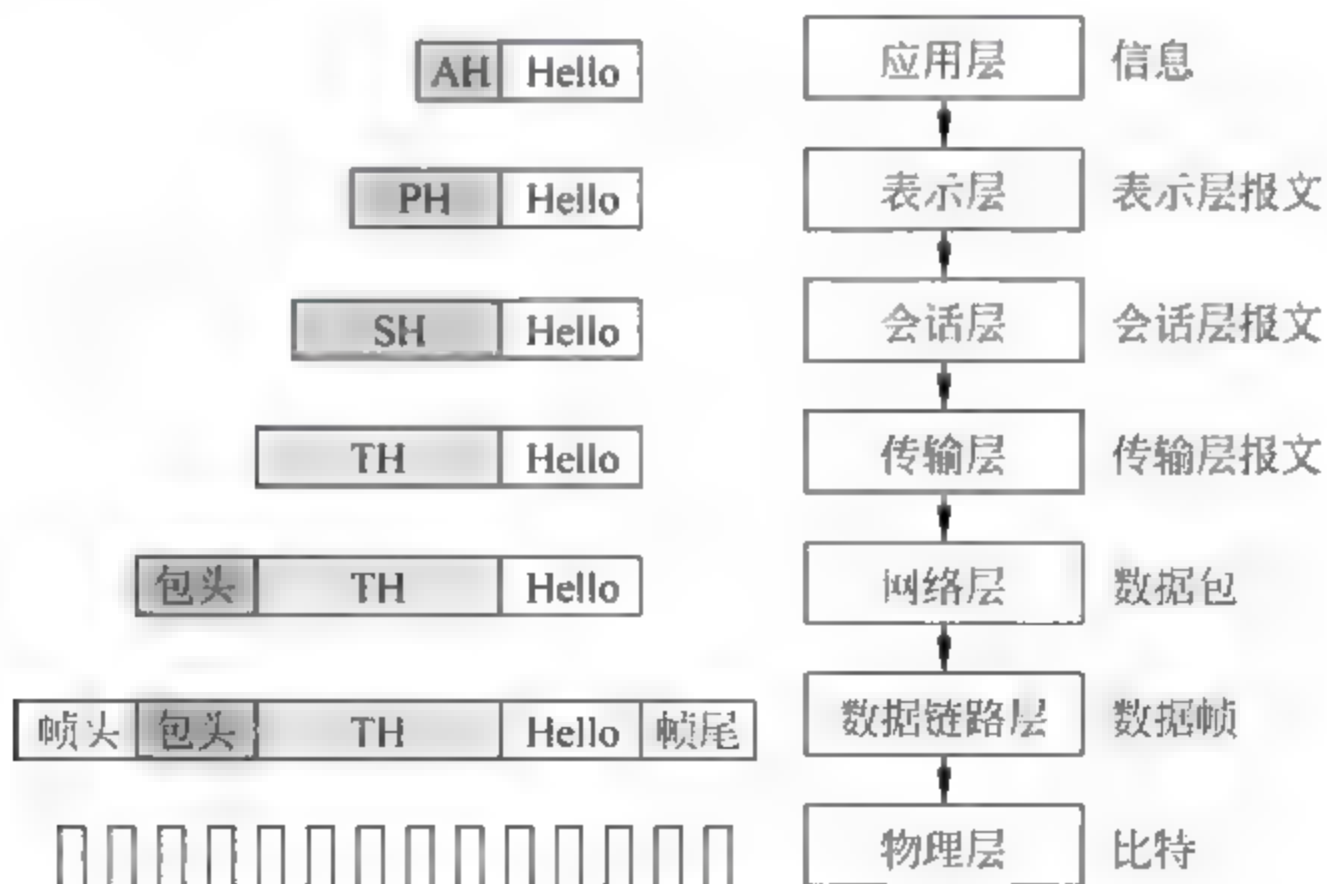 AH Hello 应用层 信息
PH Hello 表示层 表示层报文
SH Hello 会话层 会话层报文
TH Hello 传输层 传输层报文
包头 TH Hello 网络层 数据包
帧头 包头 TH Hello 帧尾 数据链路层 数据帧
物理层 比特